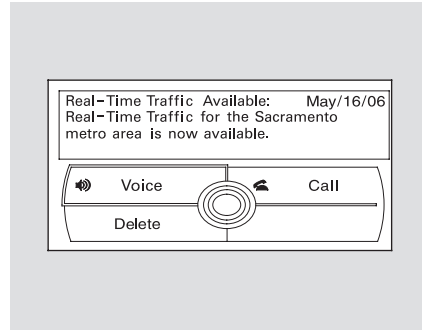 Real-Time Traffic Available: May/16/06
Real-Time Traffic for the Sacramento
metro area is now available.
Voice
Call
Delete